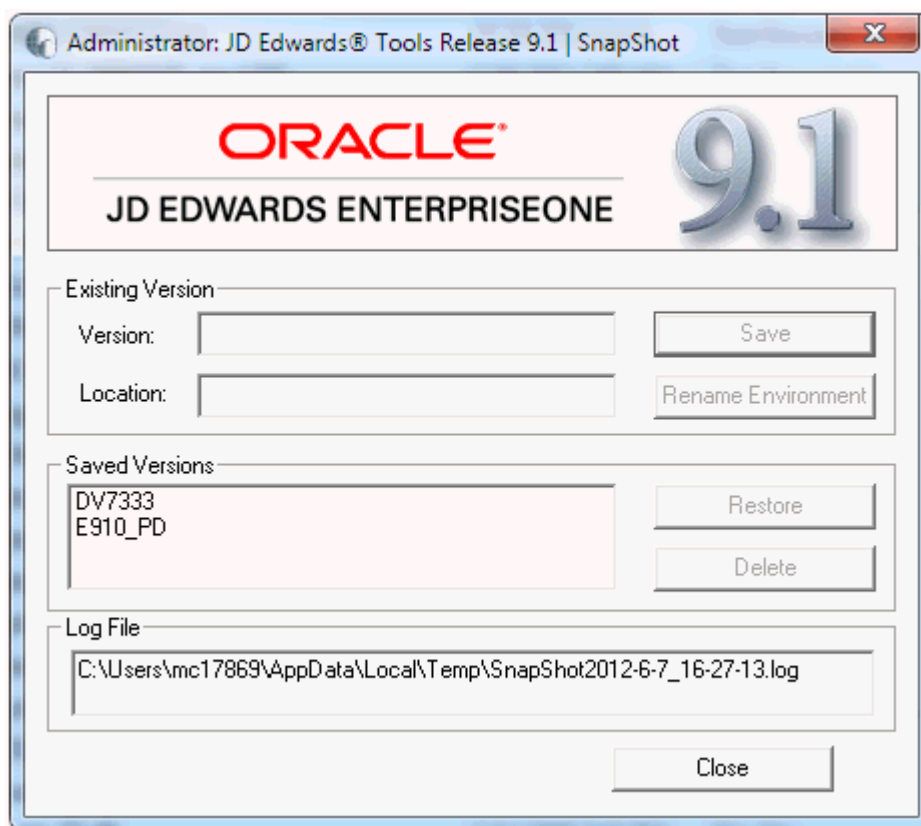 Administrator: JD Edwards® Tools Release 9.1 | SnapShot
ORACLE®
JD EDWARDS ENTERPRISEONE
9.1
Existing Version
Version:
Save
Location:
Rename Environment
Saved Versions
DV7333
E910_PD
Restore
Delete
Log File
C:\Users\mc17869\AppData\Local\Temp\SnapShot2012-6-7_16-27-13.log
Close